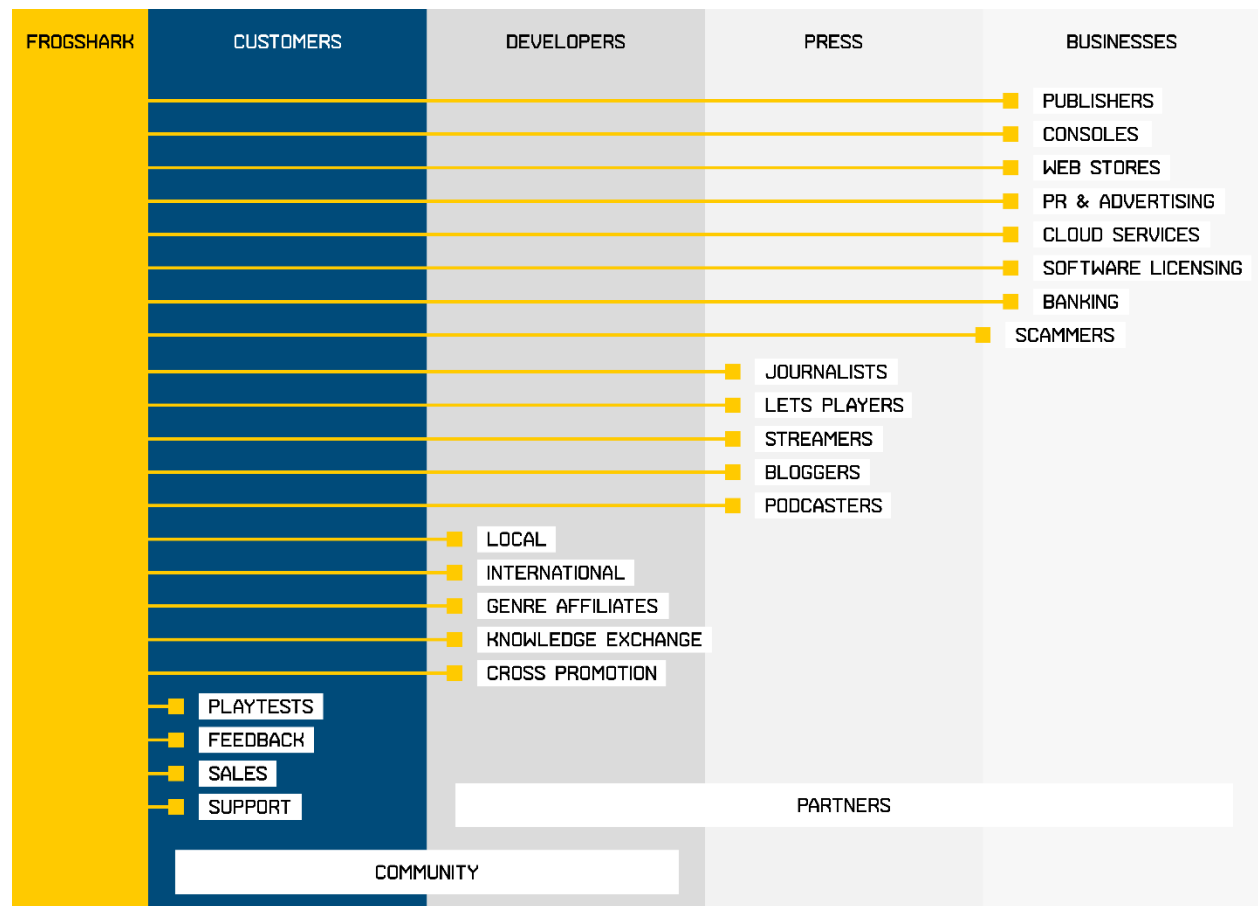 FROGSHARK
CUSTOMERS
DEVELOPERS
PRESS
BUSINESSES
PUBLISHERS
CONSOLES
WEB STORES
PR & ADVERTISING
CLOUD SERVICES
SOFTWARE LICENSING
BANKING
SCAMMERS
JOURNALISTS
LETS PLAYERS
STREAMERS
BLOGGERS
PODCASTERS
LOCAL
INTERNATIONAL
GENRE AFFILIATES
KNOWLEDGE EXCHANGE
CROSS PROMOTION
PLAYTESTS
FEEDBACK
SALES
SUPPORT
PARTNERS
COMMUNITY